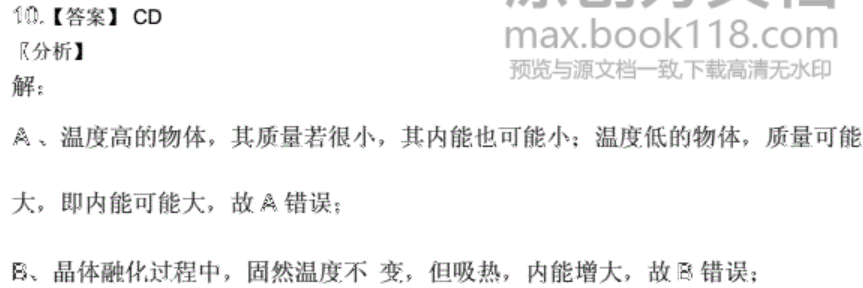 10.【答案】 CD
max.book118.com
〖分析】
预览与源文档一致,下载高清无水印
解：
A 、温度高的物体，其质量若很小，其内能也可能小；温度低的物体，质量可能
大，即内能可能大，故 A 错误；
B、晶体融化过程中，固然温度不 变，但吸热，内能增大，故 B 错误；